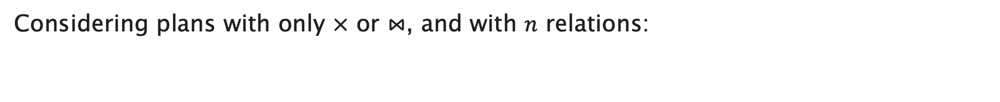 Considering plans with only × or ⋈, and with 𝑛 relations: